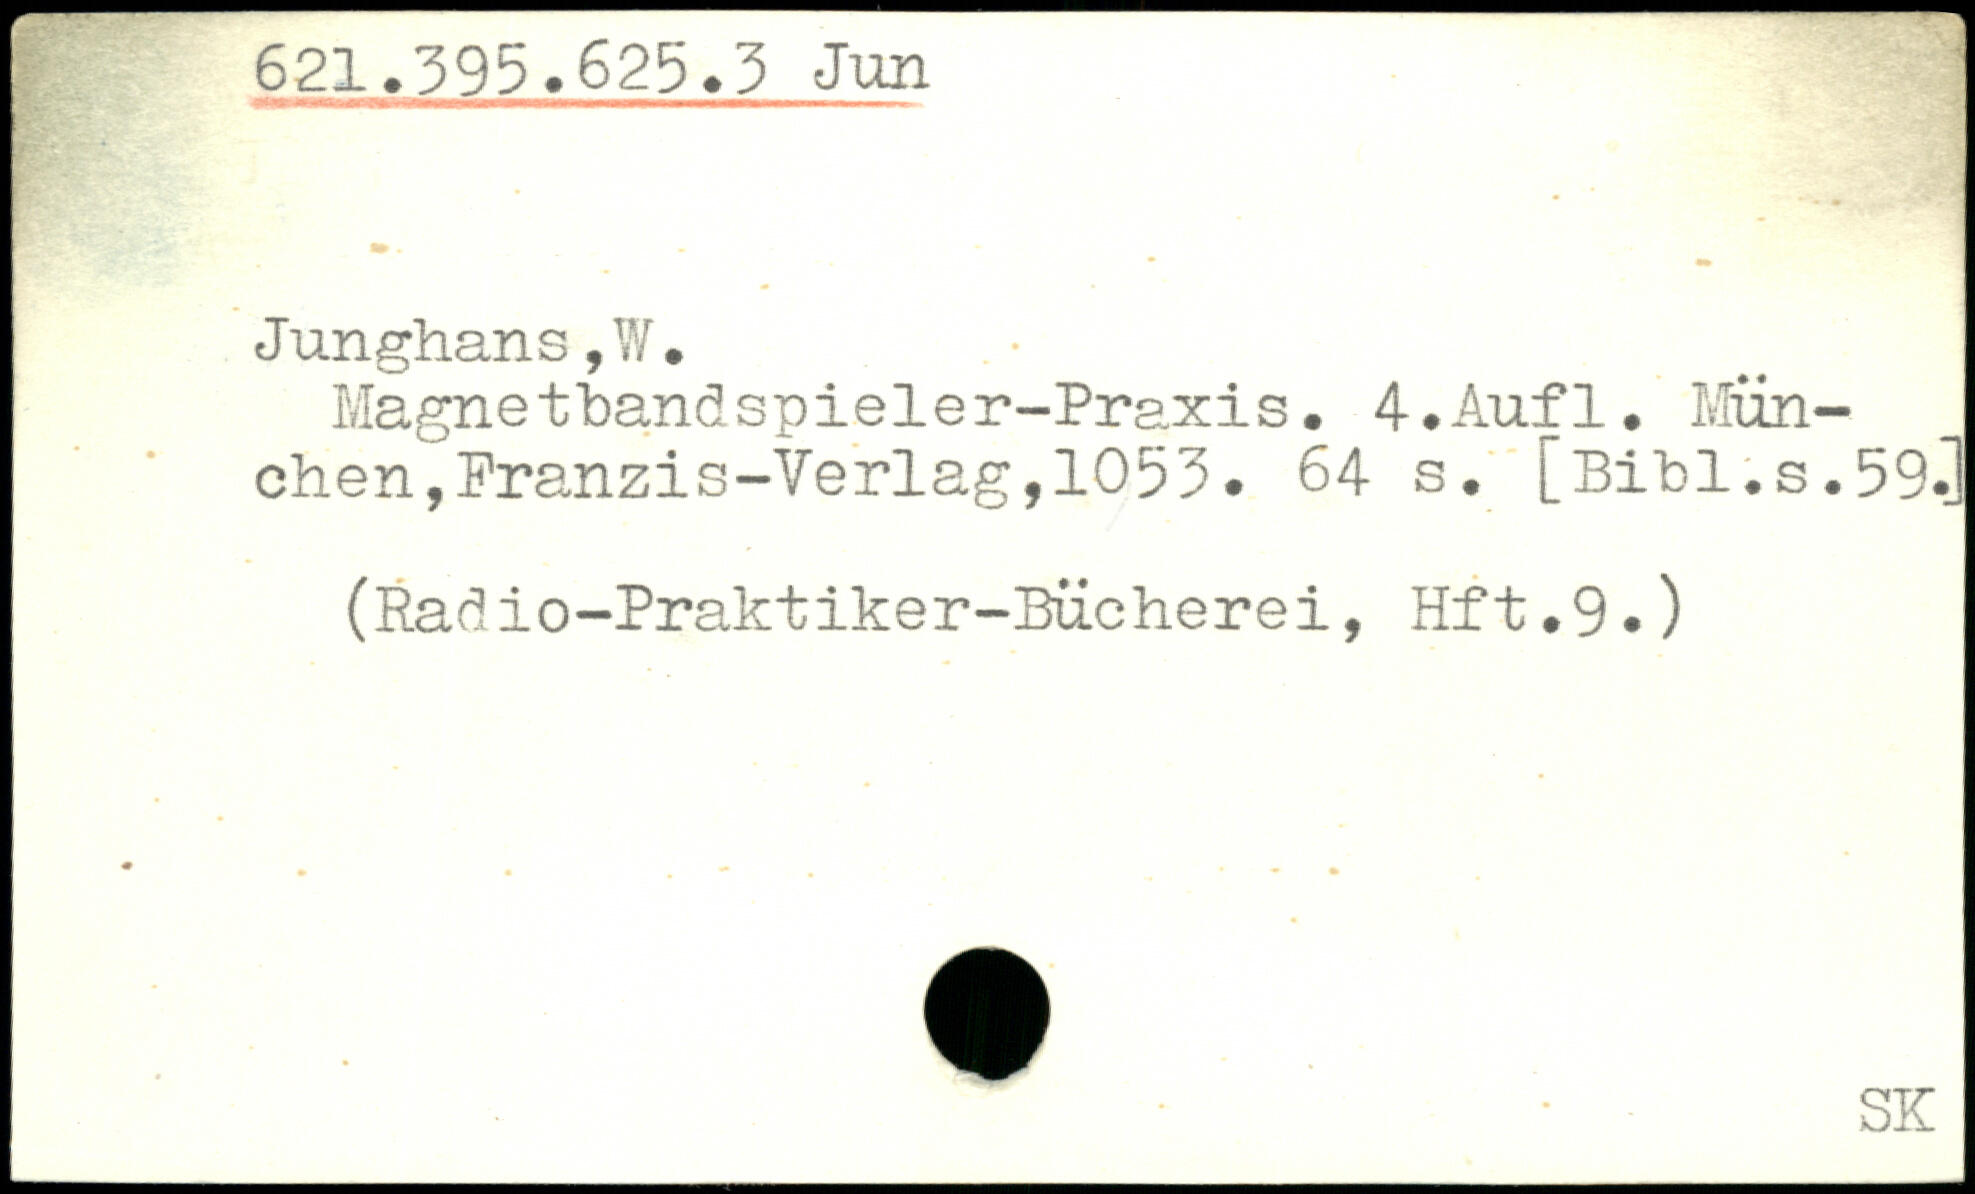 621.395.625.3 Jun
Junghans,W.
Magnetbandspieler-Praxis. 4.Aufl. Mün-
chen,Franzis-Verlag,1053. 64 s. [Bibl.s.59.]
(Radio-Praktiker-Bücherei, Hft.9.)
SK